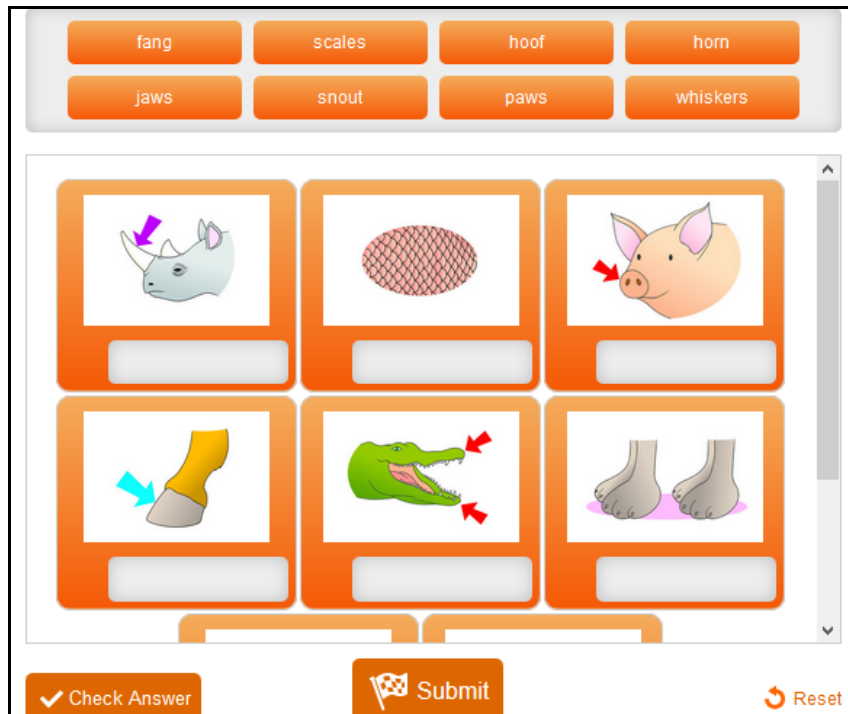 fang scales hoof horn
jaws snout paws whiskers
Check Answer Submit Reset